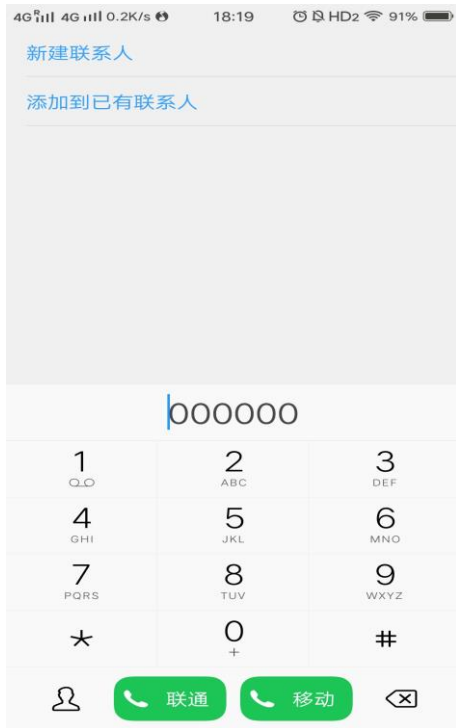 4G R 4G 0.2K/s 18:19 HD2 91%
新建联系人
添加到已有联系人
000000
1 2 3
ABC DEF
4 5 6
GHI JKL MNO
7 8 9
PQRS TUV WXYZ
* 0 #
+
联通 移动